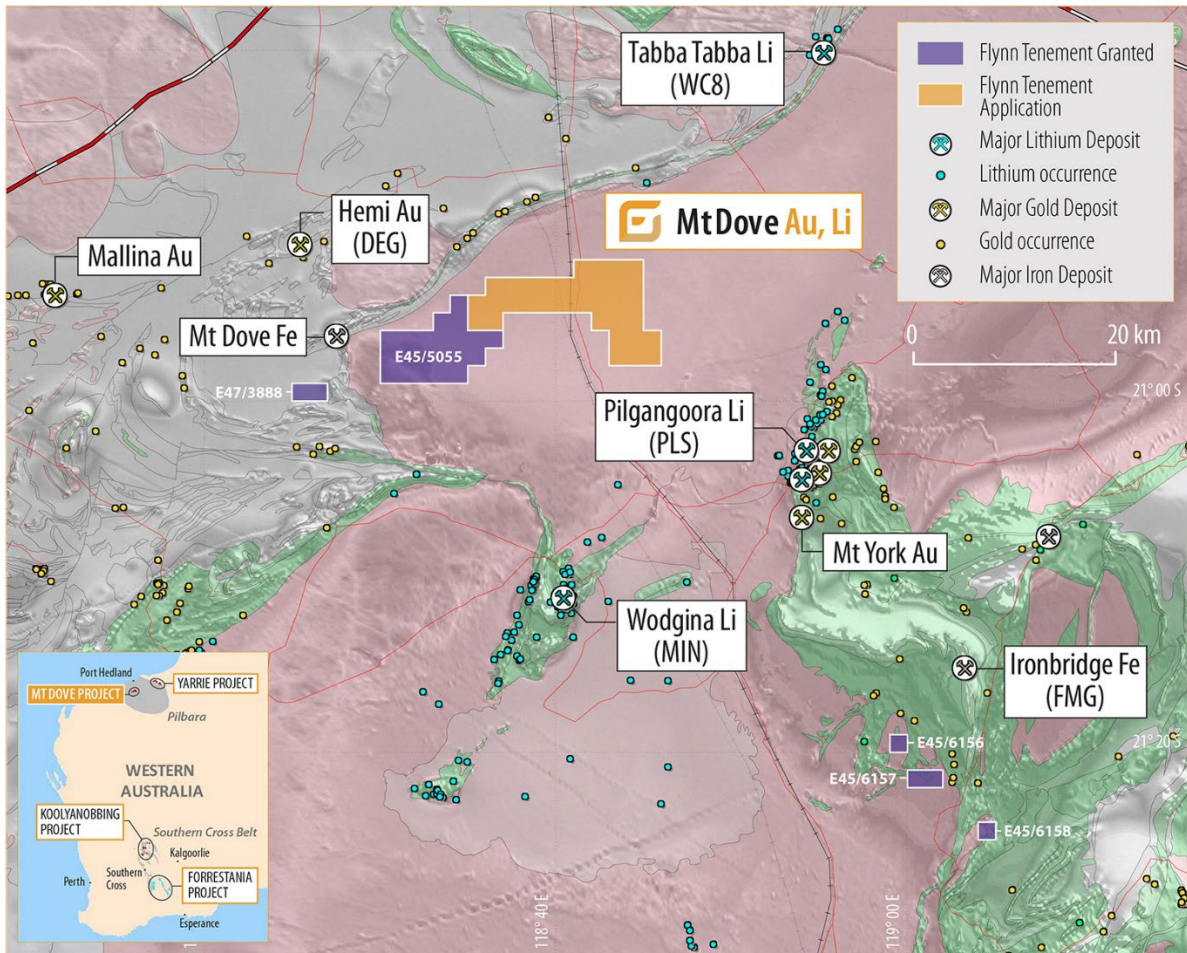 Tabba Tabba Li
(WC8)
Flynn Tenement Granted
Flynn Tenement
Application
Major Lithium Deposit
Lithium occurrence
Major Gold Deposit
Gold occurrence
Major Iron Deposit
0 20 km
Mt Dove Au, Li
Hemi Au
(DEG)
Mallina Au
Mt Dove Fe
E45/5055
E47/3888
21° 00 S
Pilgangoora Li
(PLS)
Mt York Au
Wodgina Li
(MIN)
Ironbridge Fe
(FMG)
E45/6156
21° 20 S
E45/6157
E45/6158
118° 40 E
119° 00 E
Port Hedland
MT DOVE PROJECT
YARRIE PROJECT
Pilbara
WESTERN
AUSTRALIA
KOOLYANOBBING
PROJECT
Southern Cross Belt
Kalgoorlie
Southern
Cross
Perth
FORRESTANIA
PROJECT
Esperance